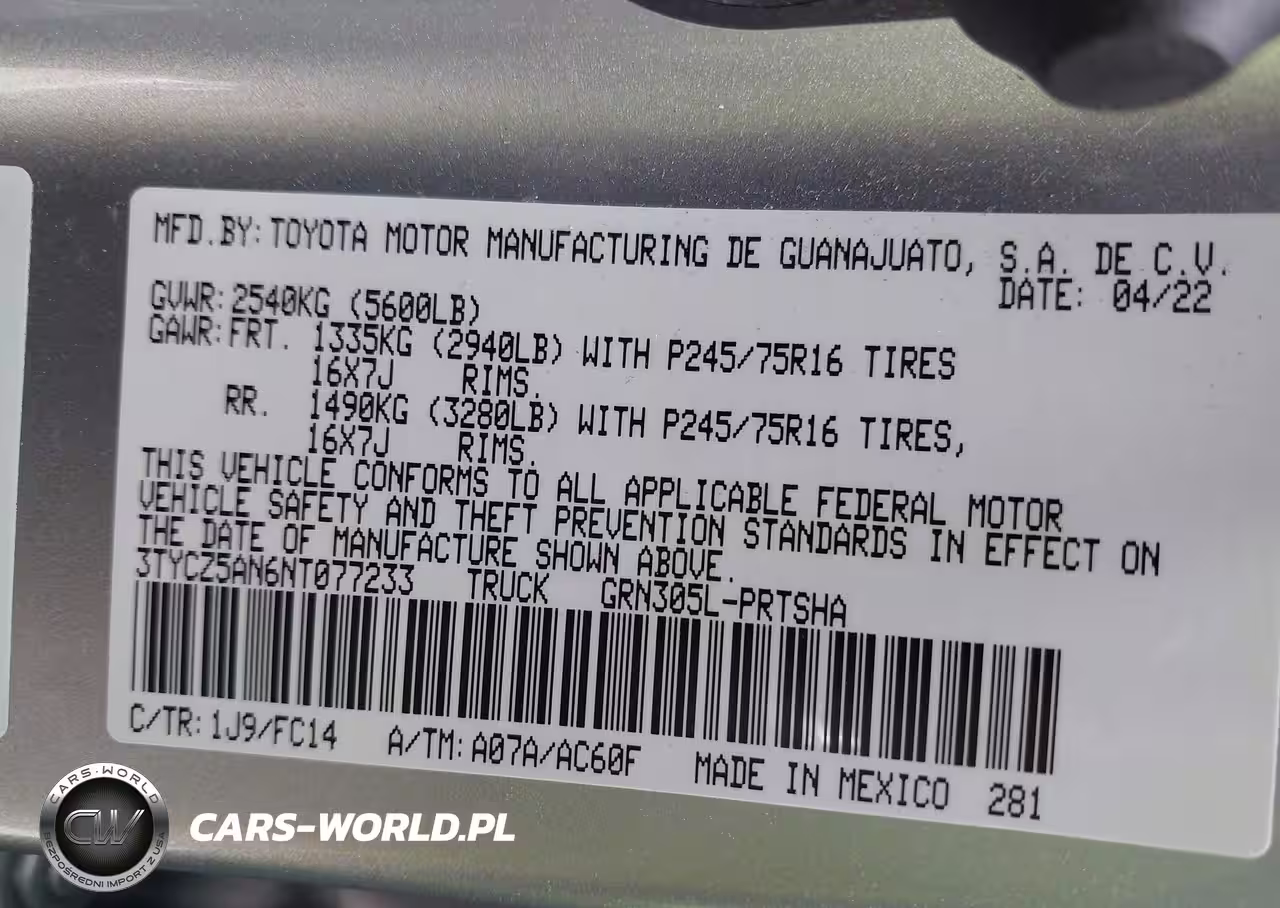 MFD.BY: TOYOTA MOTOR MANUFACTURING DE GUANAJUATO, S.A. DE C.V.
DATE: 04/22
GVWR: 2540KG (5600LB)
GAWR: FRT. 1335KG (2940LB) WITH P245/75R16 TIRES
16X7J RIMS.
RR. 1490KG (3280LB) WITH P245/75R16 TIRES,
16X7J RIMS.
THIS VEHICLE CONFORMS TO ALL APPLICABLE FEDERAL MOTOR
VEHICLE SAFETY AND THEFT PREVENTION STANDARDS IN EFFECT ON
THE DATE OF MANUFACTURE SHOWN ABOVE.
3TYCZ5AN6NT077233 TRUCK GRN305L-PRTSHA
C/TR: 1J9/FC14 A/TM: A07A/AC60F MADE IN MEXICO 281
CARS-WORLD
CW
BEZPOŚREDNI IMPORT Z USA
CARS-WORLD.PL